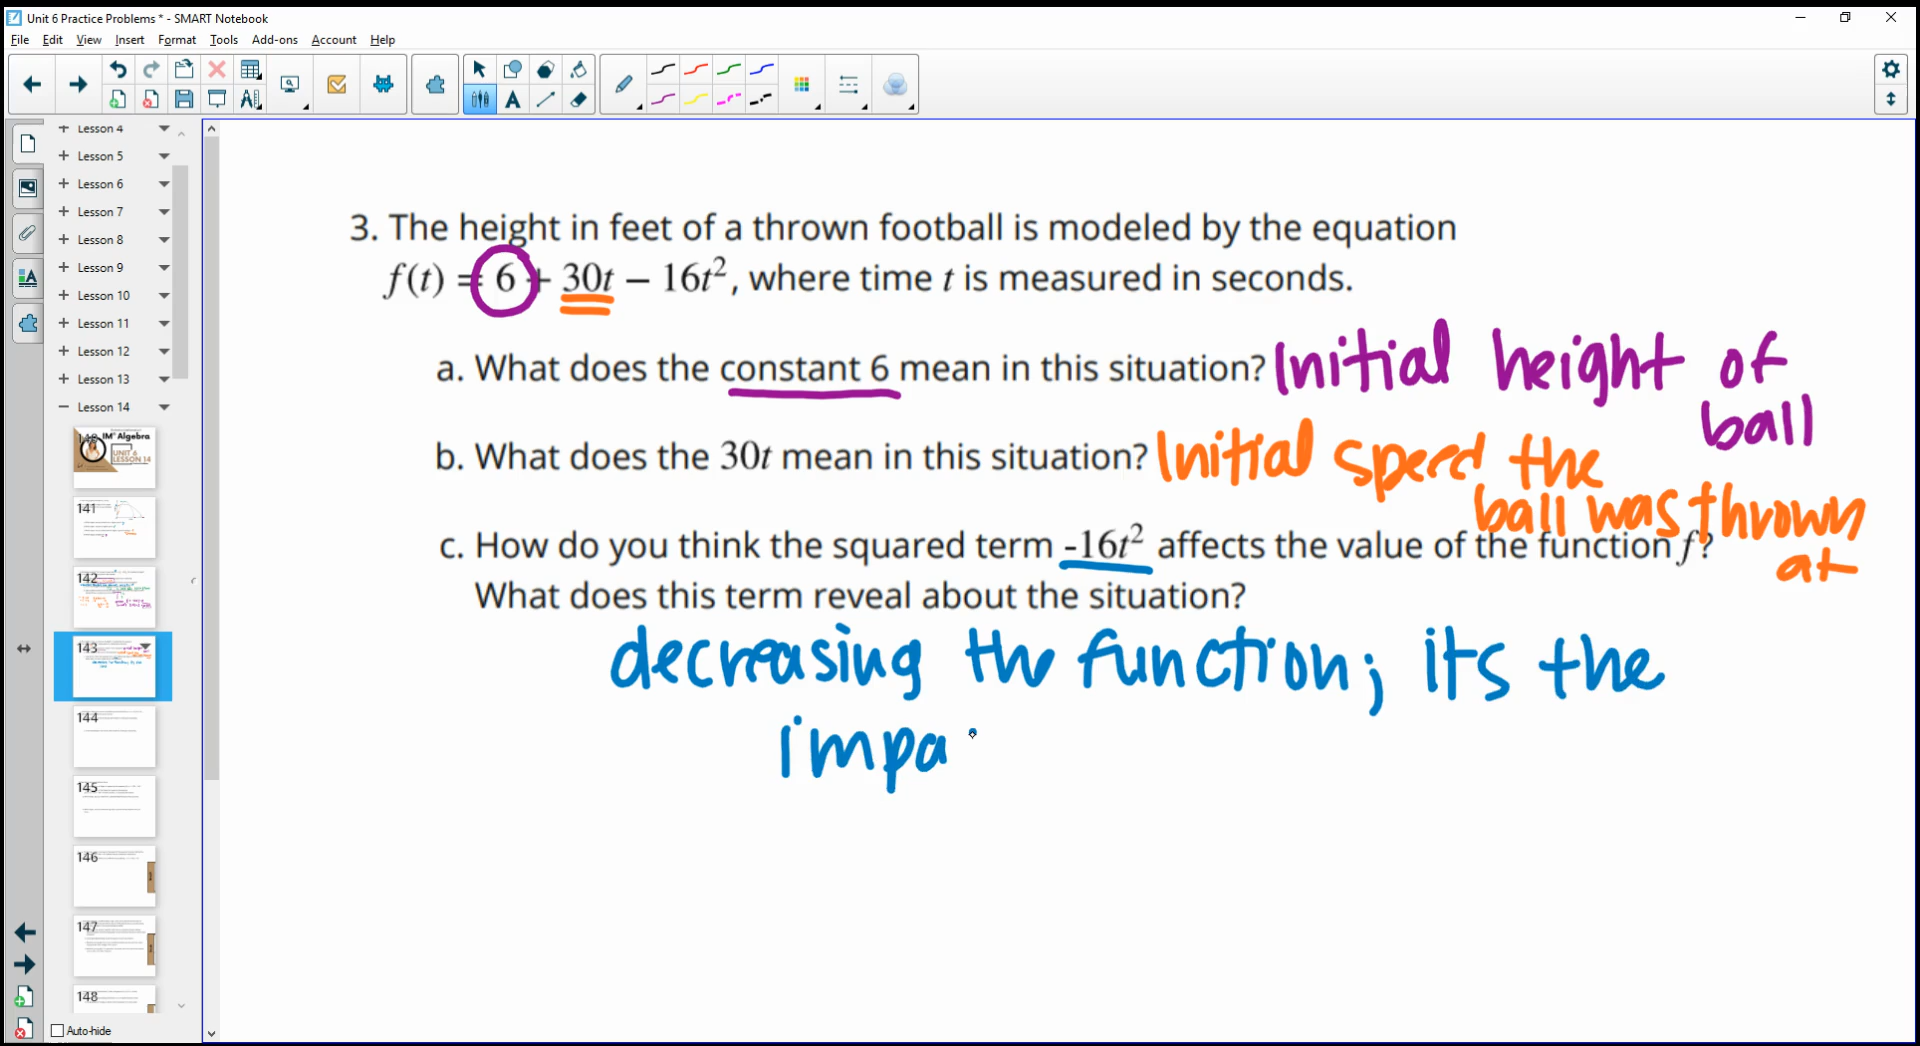 Unit 6 Practice Problems * - SMART Notebook
File Edit View Insert Format Tools Add-ons Account Help
Lesson 4
Lesson 5
Lesson 6
Lesson 7
Lesson 8
Lesson 9
Lesson 10
Lesson 11
Lesson 12
Lesson 13
Lesson 14
IM® Algebra
UNIT 6
LESSON 14
141
142
143
144
145
146
147
148
Auto-hide
3. The height in feet of a thrown football is modeled by the equation
f(t) = 6 + 30t − 16t², where time t is measured in seconds.
a. What does the constant 6 mean in this situation? Initial height of
ball
b. What does the 30t mean in this situation? Initial speed the
ball was thrown
at
c. How do you think the squared term -16t² affects the value of the function f?
What does this term reveal about the situation?
decreasing the function; its the
impa